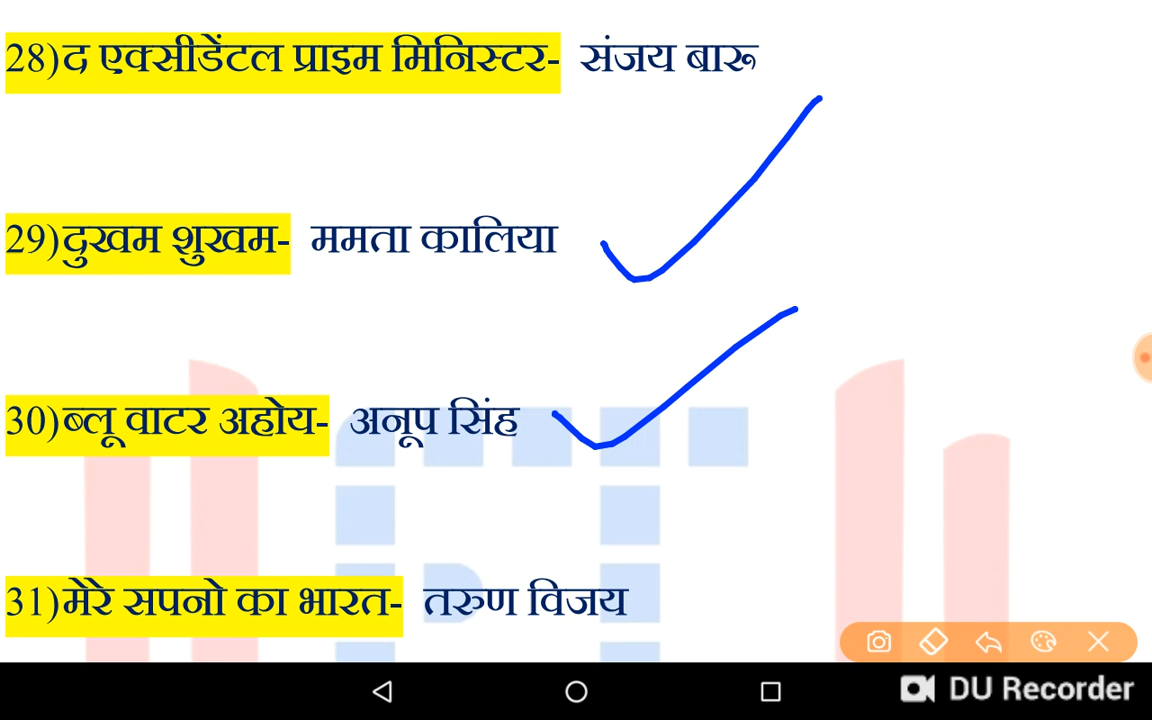 28)द एक्सीडेंटल प्राइम मिनिस्टर- संजय बारू
29)दुखम शुखम- ममता कालिया
30)ब्लू वाटर अहोय- अनूप सिंह
31)मेरे सपनो का भारत- तरुण विजय
DU Recorder